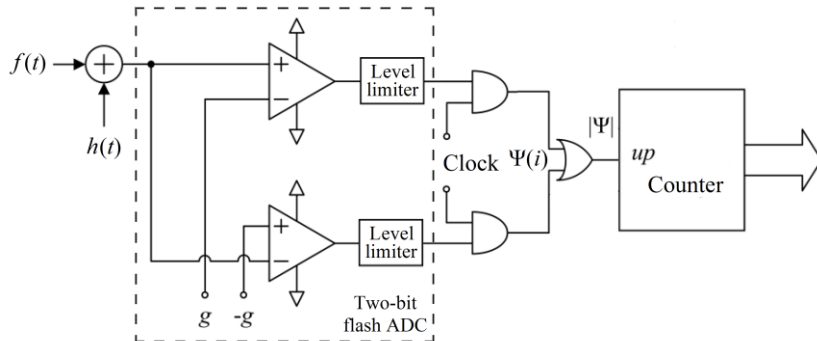 f(t)
+
h(t)
+
−
Level
limiter
g
-g
+
−
Level
limiter
Two-bit
flash ADC
Clock
Ψ(i)
|Ψ|
up
Counter